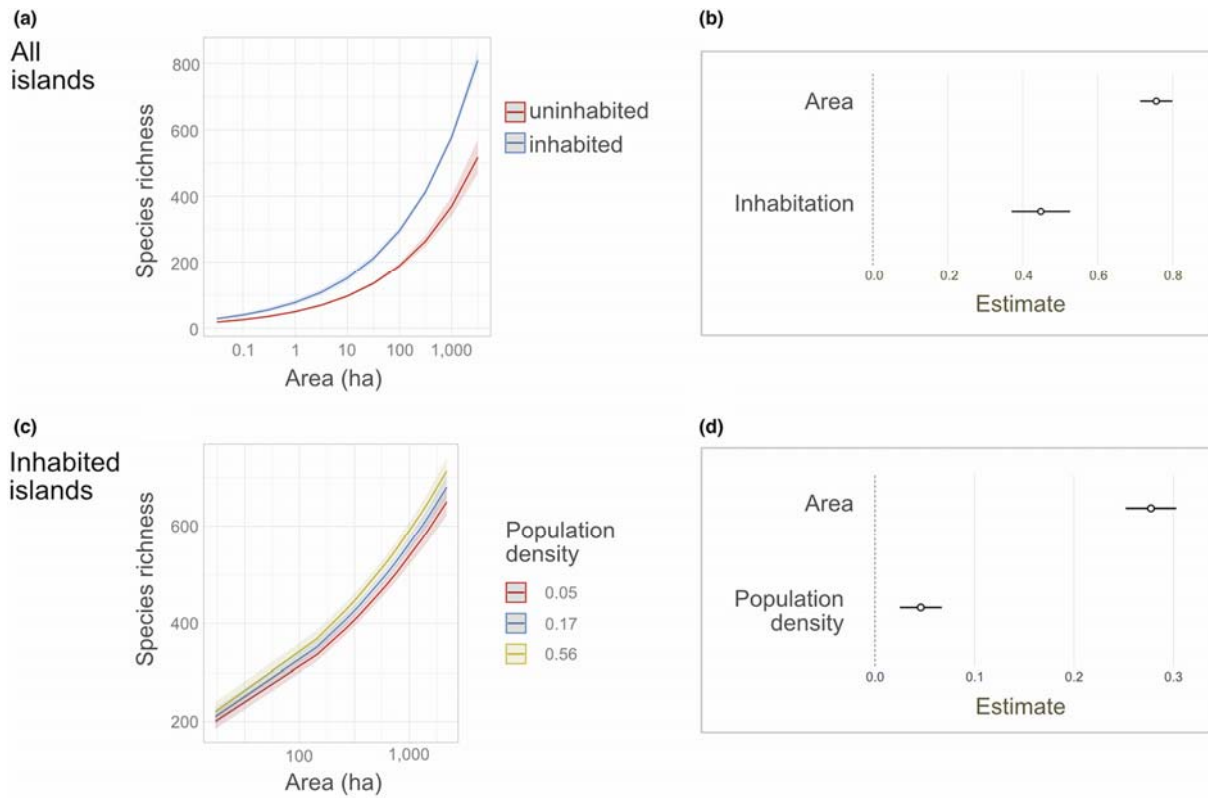 (a)
All
islands
800
600
400
200
0
Species richness
0.1 1 10 100 1,000
Area (ha)
uninhabited
inhabited
(b)
Area
Inhabitation
0.0 0.2 0.4 0.6 0.8
Estimate
(c)
Inhabited
islands
600
400
200
Species richness
100 1,000
Area (ha)
Population
density
0.05
0.17
0.56
(d)
Area
Population
density
0.0 0.1 0.2 0.3
Estimate